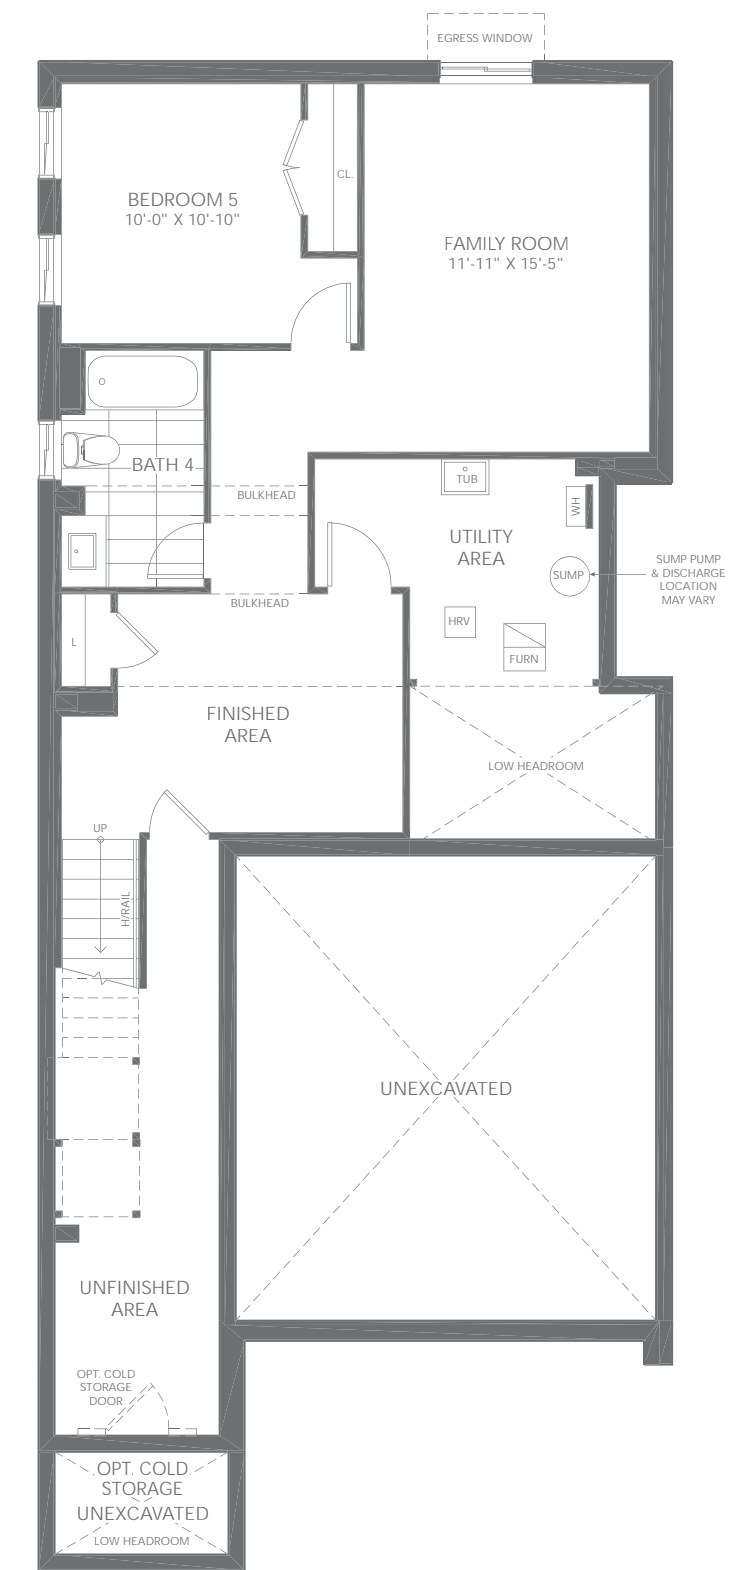 EGRESS WINDOW
BEDROOM 5
10'-0" X 10'-10"
CL.
FAMILY ROOM
11'-11" X 15'-5"
BATH 4
BULKHEAD
TUB
WH
UTILITY
AREA
SUMP
SUMP PUMP
& DISCHARGE
LOCATION
MAY VARY
BULKHEAD
HRV
FURN
L
FINISHED
AREA
LOW HEADROOM
UP
H/RAIL
UNEXCAVATED
UNFINISHED
AREA
OPT. COLD
STORAGE
DOOR
OPT. COLD
STORAGE
UNEXCAVATED
LOW HEADROOM